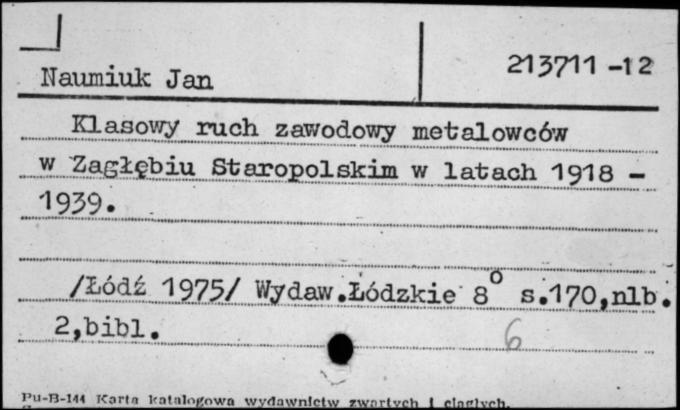 213711 -12
Naumiuk Jan
Klasowy ruch zawodowy metalowców
w Zagłębiu Staropolskim w latach 1918 -
1939.
/Łódź 1975/ Wydaw.Łódzkie 8° s.170,nlb.
2,bibl.
6
Pu-B-144 Karta katalogowa wydawnictw zwartych i ciągłych.